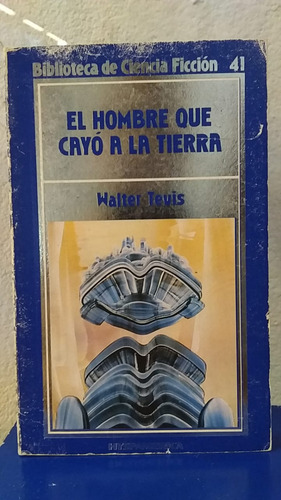 Biblioteca de Ciencia Ficción 41
EL HOMBRE QUE
CAYÓ A LA TIERRA
Walter Tevis